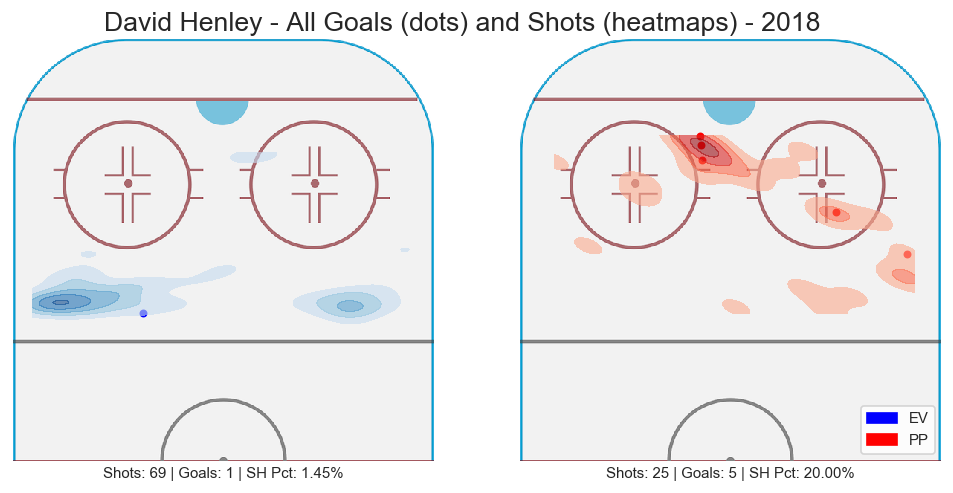 David Henley - All Goals (dots) and Shots (heatmaps) - 2018
EV
PP
Shots: 69 | Goals: 1 | SH Pct: 1.45%
Shots: 25 | Goals: 5 | SH Pct: 20.00%